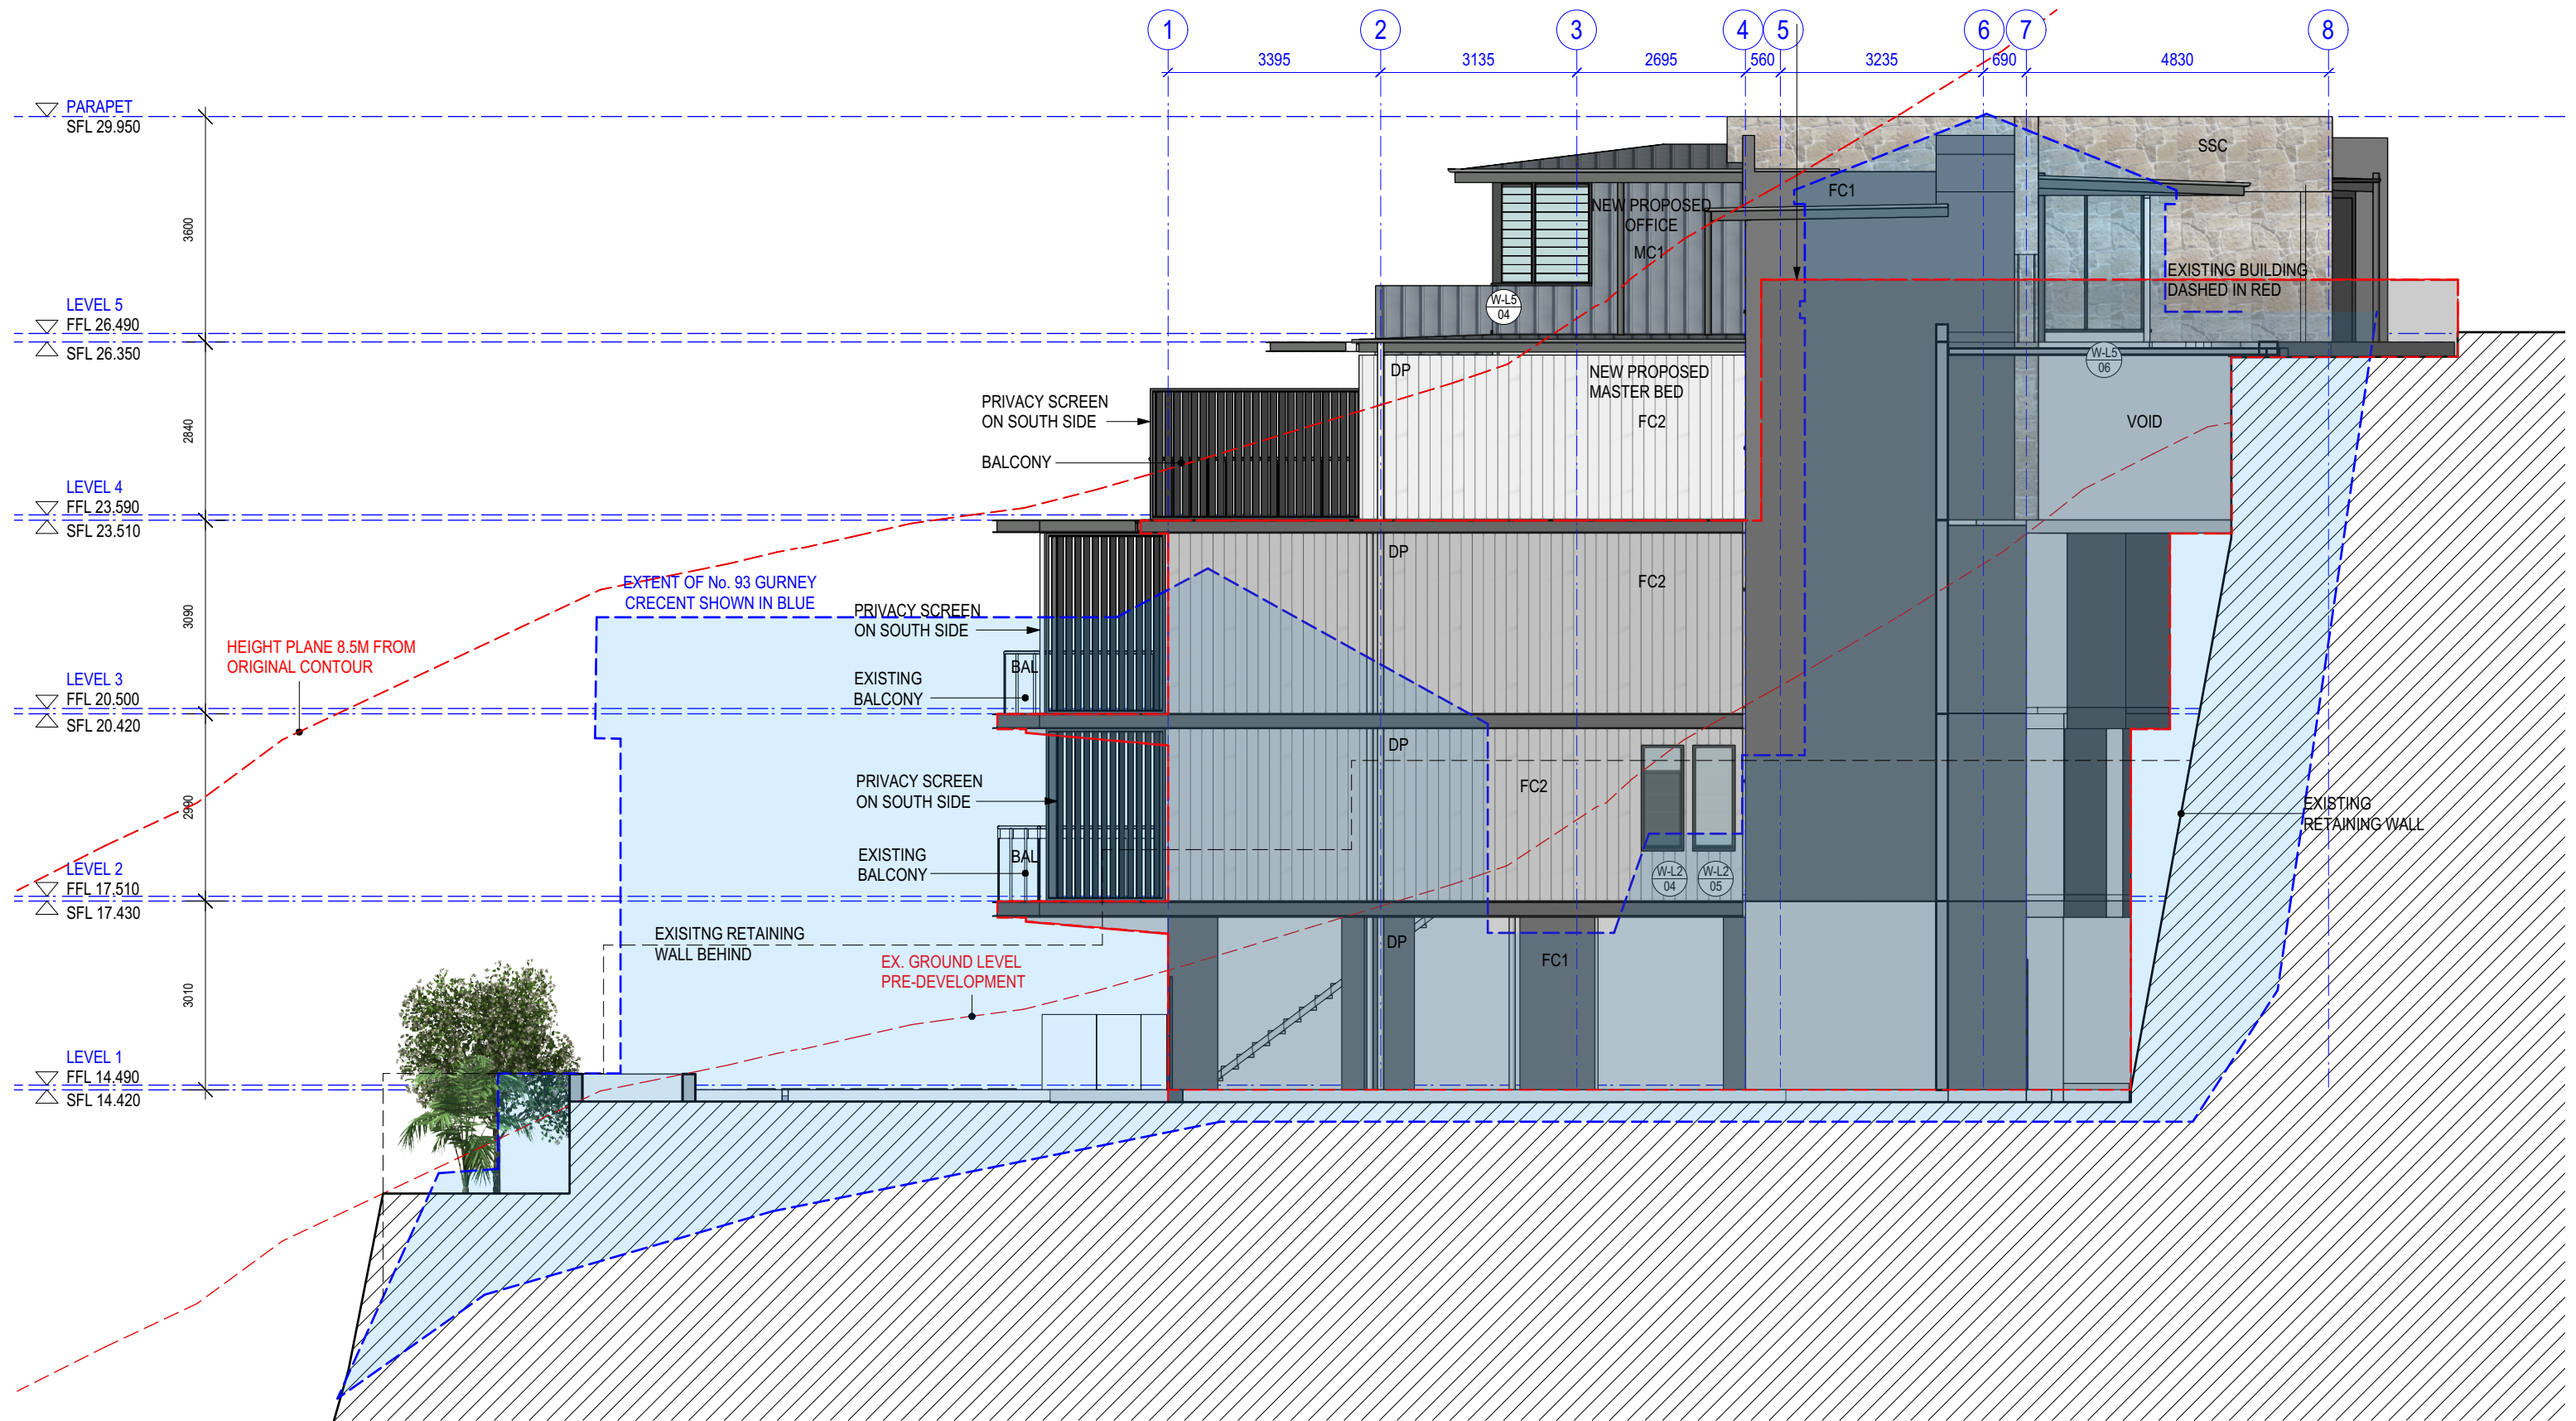 1 2 3 4 5 6 7 8
3395 3135 2695 560 3235 690 4830
PARAPET
SFL 29.950
3600
LEVEL 5
FFL 26.490
SFL 26.350
2840
LEVEL 4
FFL 23.590
SFL 23.510
3090
LEVEL 3
FFL 20.500
SFL 20.420
2990
LEVEL 2
FFL 17.510
SFL 17.430
3010
LEVEL 1
FFL 14.490
SFL 14.420
SSC
FC1
NEW PROPOSED
OFFICE
MC1
W-L5
04
EXISTING BUILDING
DASHED IN RED
W-L5
06
VOID
DP
NEW PROPOSED
MASTER BED
FC2
PRIVACY SCREEN
ON SOUTH SIDE
BALCONY
DP
FC2
EXTENT OF No. 93 GURNEY
CRECENT SHOWN IN BLUE
PRIVACY SCREEN
ON SOUTH SIDE
HEIGHT PLANE 8.5M FROM
ORIGINAL CONTOUR
BAL
EXISTING
BALCONY
DP
FC2
PRIVACY SCREEN
ON SOUTH SIDE
EXISTING
RETAINING WALL
EXISTING
BALCONY
BAL
W-L2
04
W-L2
05
EXISITNG RETAINING
WALL BEHIND
DP
FC1
EX. GROUND LEVEL
PRE-DEVELOPMENT